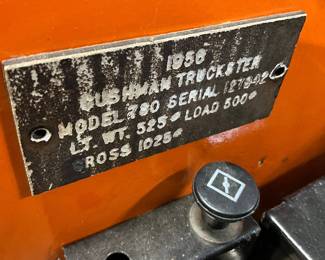 1956
CUSHMAN TRUCKSTER
MODEL 780 SERIAL
LT. WT. 525# LOAD 500#
ROSS 1025#